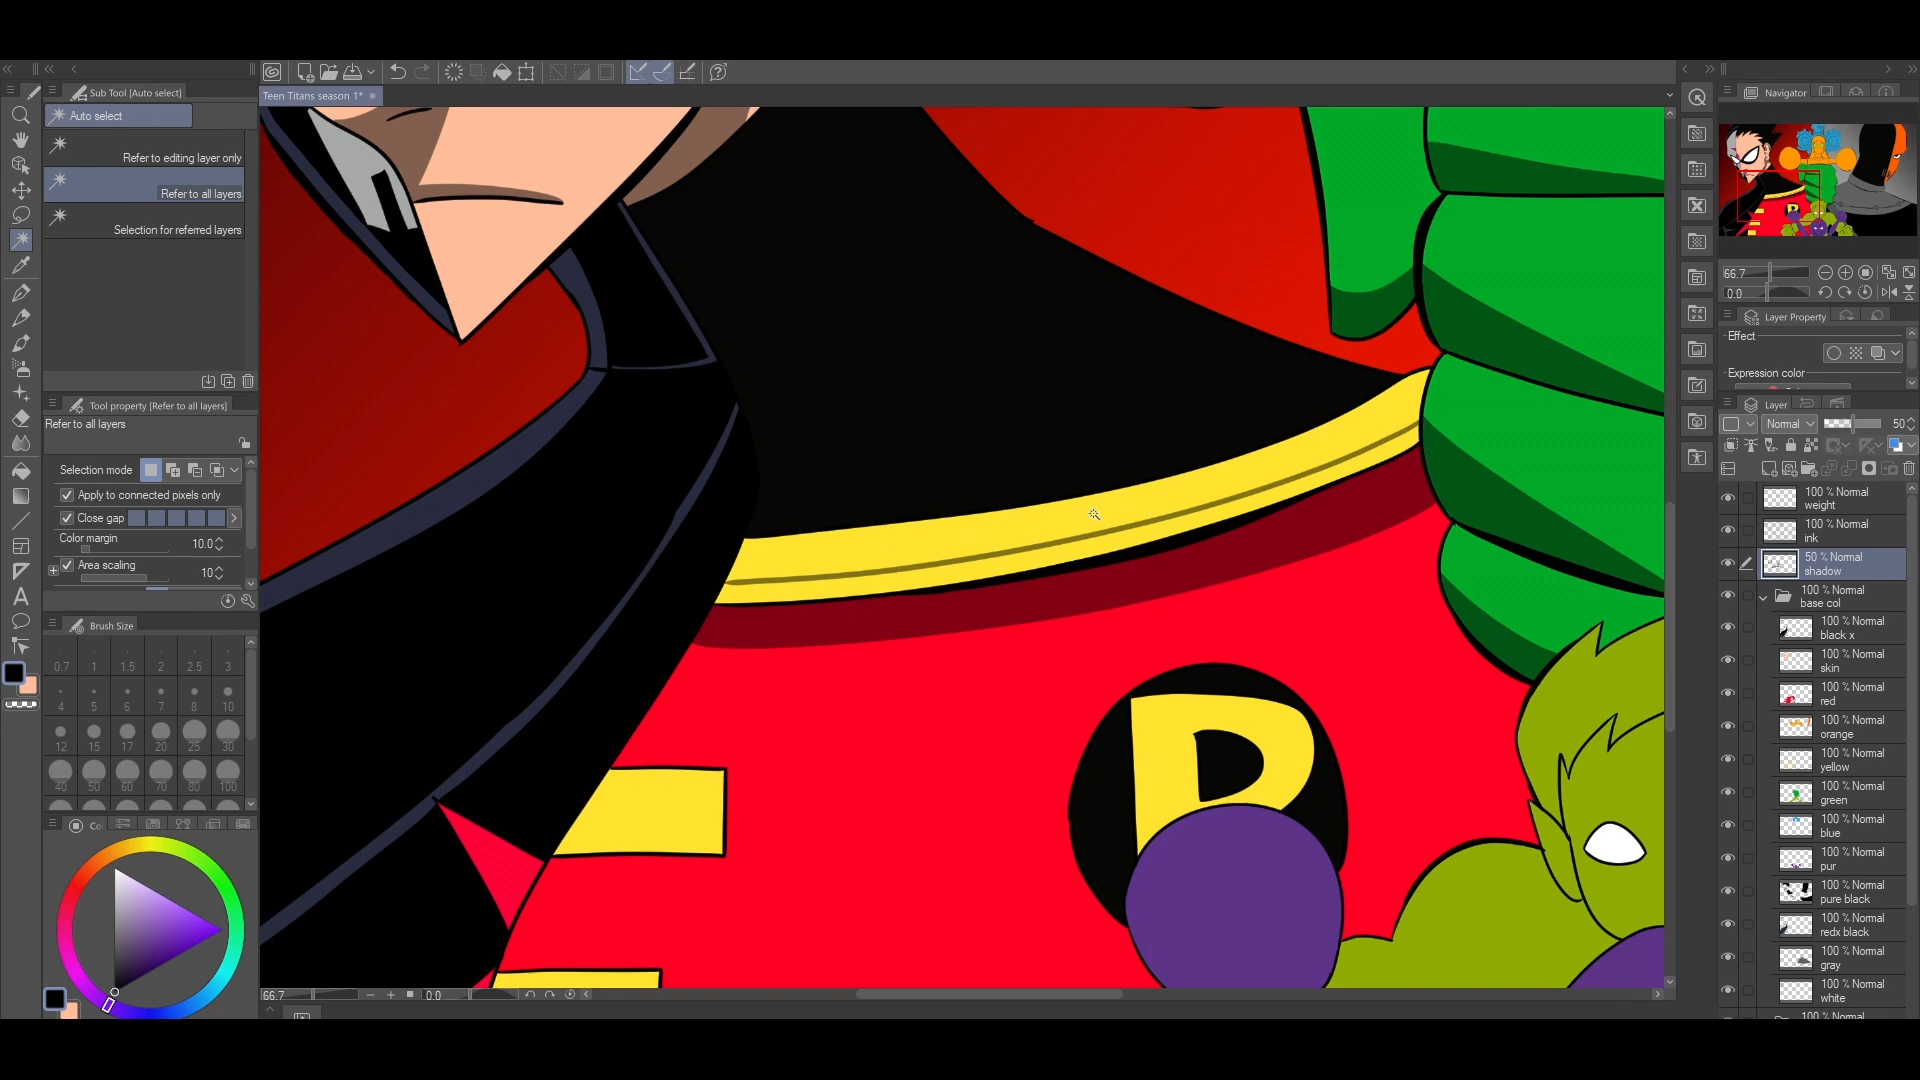 Sub Tool [Auto select]
Auto select
Refer to editing layer only
Refer to all layers
Selection for referred layers
Tool property [Refer to all layers]
Refer to all layers
Selection mode
Apply to connected pixels only
Close gap
Color margin
10.0
Area scaling
10
Brush Size
0.7 1 1.5 2 2.5 3
4 5 6 7 8 10
12 15 17 20 25 30
40 50 60 70 80 100
Co
Teen Titans season 1*
R
66.7
0.0
Navigator
66.7
0.0
Layer Property
Effect
Expression color
Layer
Normal
50
100 % Normal
weight
100 % Normal
ink
50 % Normal
shadow
100 % Normal
base col
100 % Normal
black x
100 % Normal
skin
100 % Normal
red
100 % Normal
orange
100 % Normal
yellow
100 % Normal
green
100 % Normal
blue
100 % Normal
pur
100 % Normal
pure black
100 % Normal
redx black
100 % Normal
gray
100 % Normal
white
100 % Normal